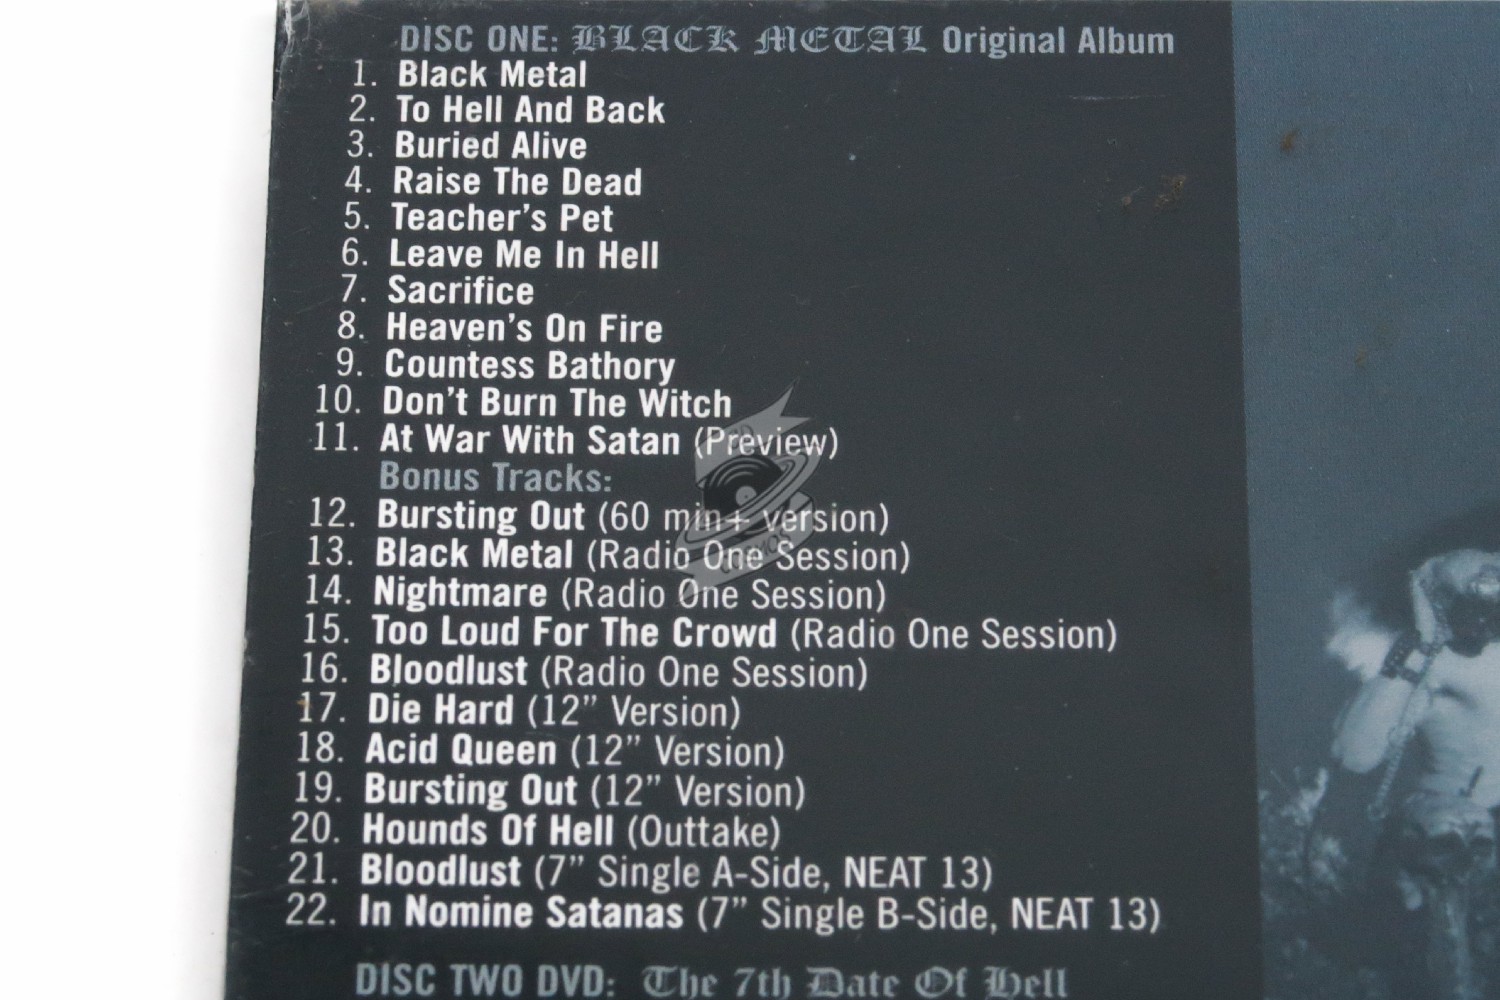 DISC ONE: BLACK METAL Original Album
1. Black Metal
2. To Hell And Back
3. Buried Alive
4. Raise The Dead
5. Teacher's Pet
6. Leave Me In Hell
7. Sacrifice
8. Heaven's On Fire
9. Countess Bathory
10. Don't Burn The Witch
11. At War With Satan (Preview)
Bonus Tracks:
12. Bursting Out (60 min+ version)
13. Black Metal (Radio One Session)
14. Nightmare (Radio One Session)
15. Too Loud For The Crowd (Radio One Session)
16. Bloodlust (Radio One Session)
17. Die Hard (12” Version)
18. Acid Queen (12” Version)
19. Bursting Out (12” Version)
20. Hounds Of Hell (Outtake)
21. Bloodlust (7” Single A-Side, NEAT 13)
22. In Nomine Satanas (7” Single B-Side, NEAT 13)
DISC TWO DVD: The 7th Date Of Hell
CD
COSMOS